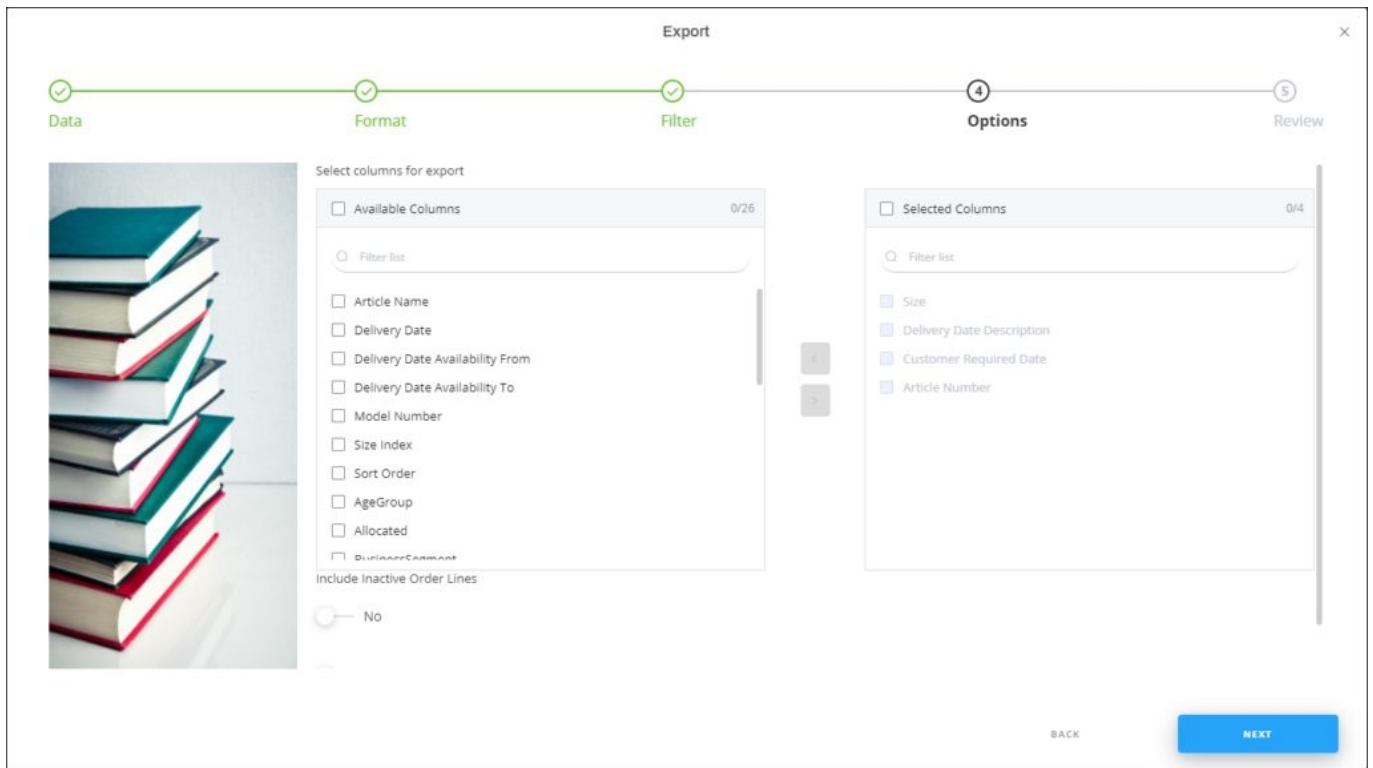 Export
4
5
Data
Format
Filter
Options
Review
Select columns for export
Available Columns
0/26
Filter list
Article Name
Delivery Date
Delivery Date Availability From
Delivery Date Availability To
Model Number
Size Index
Sort Order
AgeGroup
Allocated
BusinessSegment
Selected Columns
0/4
Filter list
Size
Delivery Date Description
Customer Required Date
Article Number
Include Inactive Order Lines
No
BACK
NEXT